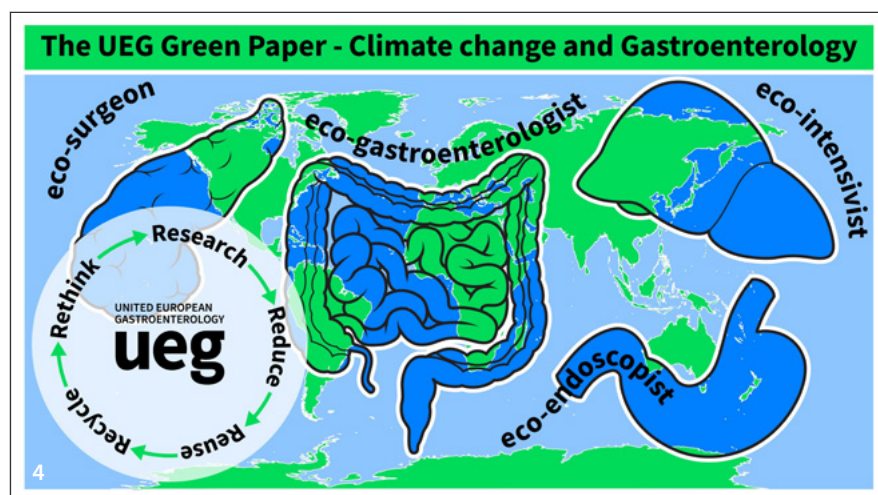 The UEG Green Paper - Climate change and Gastroenterology
eco-surgeon
eco-gastroenterologist
eco-intensivist
Research
Reduce
Reuse
Recycle
Rethink
UNITED EUROPEAN
GASTROENTEROLOGY
ueg
eco-endoscopist
4